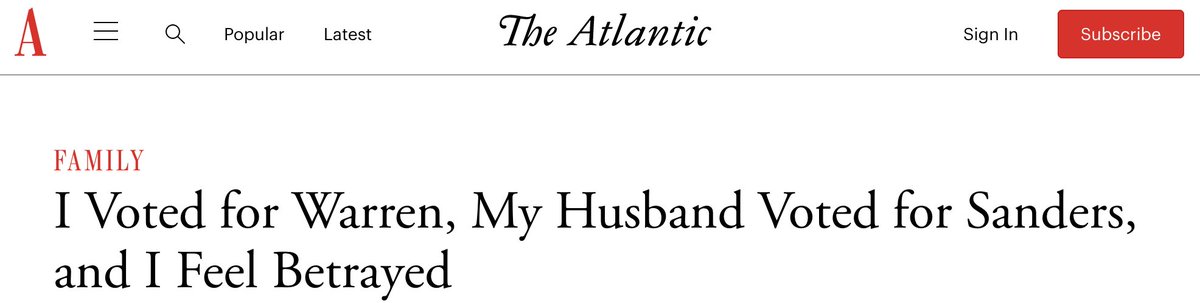 A Popular Latest The Atlantic Sign In Subscribe
FAMILY
I Voted for Warren, My Husband Voted for Sanders,
and I Feel Betrayed